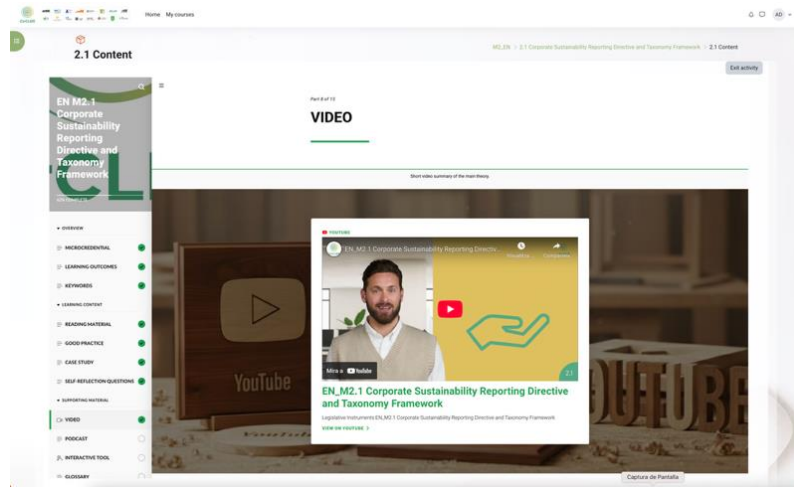 Home My courses
AD
2.1 Content
M2_EN > 2.1 Corporate Sustainability Reporting Directive and Taxonomy Framework > 2.1 Content
Exit activity
EN M2.1
Corporate
Sustainability
Reporting
Directive and
Taxonomy
Framework
OVERVIEW
MICROCREDENTIAL
LEARNING OUTCOMES
KEYWORDS
LEARNING CONTENT
READING MATERIAL
GOOD PRACTICE
CASE STUDY
SELF-REFLECTION QUESTIONS
SUPPORTING MATERIAL
VIDEO
PODCAST
INTERACTIVE TOOL
GLOSSARY
Part 8 of 15
VIDEO
Short video summary of the main theory.
YOUTUBE
EN_M2.1 Corporate Sustainability Reporting Directiv...
Mira a YouTube
2.1
EN_M2.1 Corporate Sustainability Reporting Directive
and Taxonomy Framework
Legislative Instruments EN_M2.1 Corporate Sustainability Reporting Directive and Taxonomy Framework
VIEW ON YOUTUBE >
YouTube
Captura de Pantalla